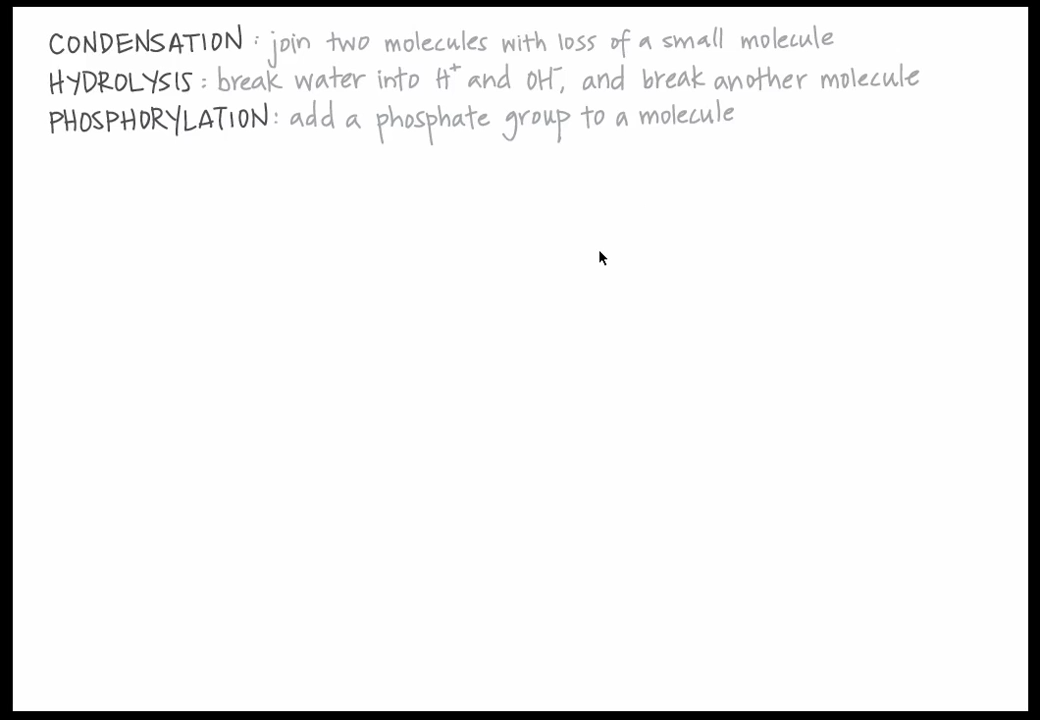 CONDENSATION: join two molecules with loss of a small molecule
HYDROLYSIS: break water into H⁺ and OH⁻, and break another molecule
PHOSPHORYLATION: add a phosphate group to a molecule